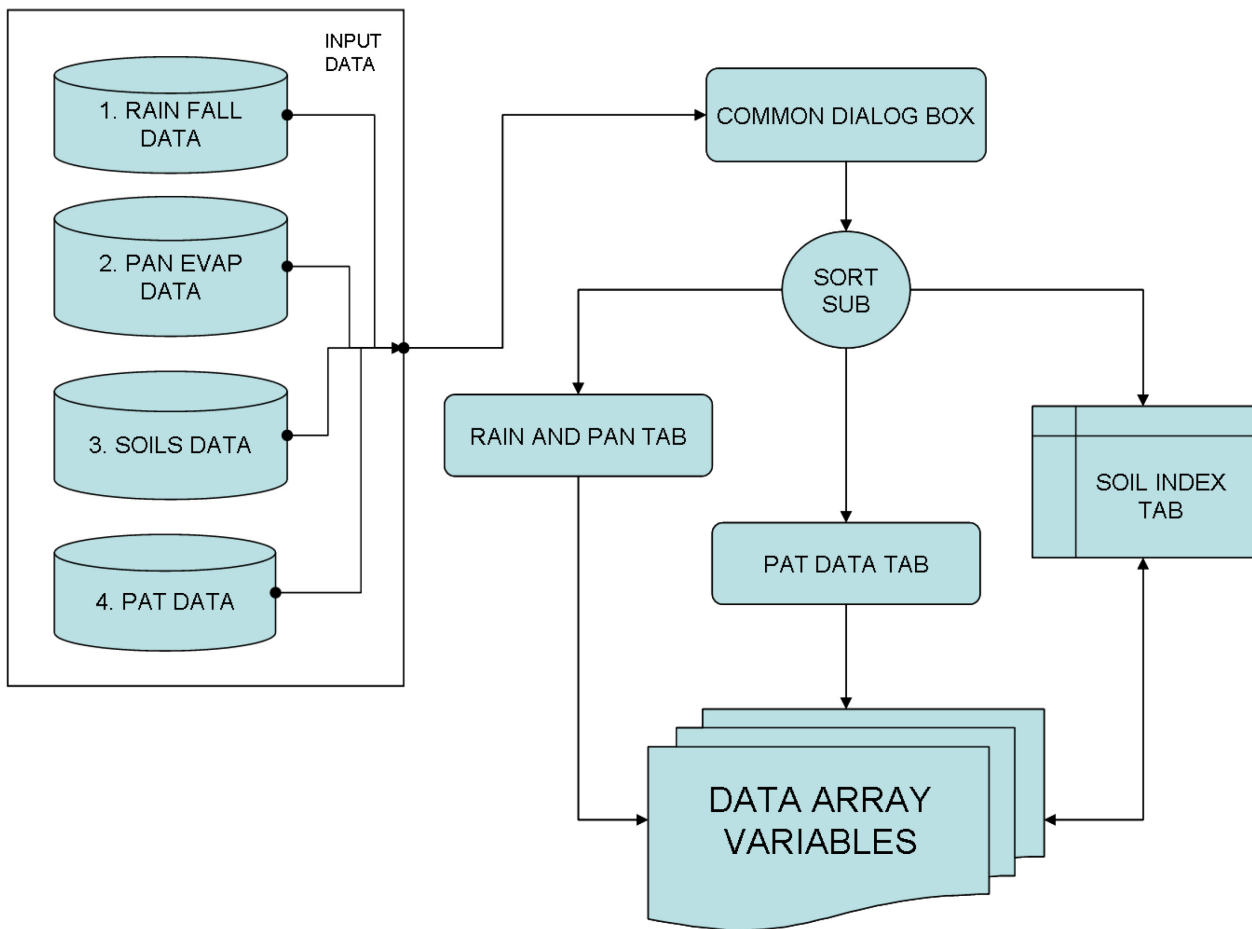 INPUT
DATA
1. RAIN FALL
DATA
2. PAN EVAP
DATA
3. SOILS DATA
4. PAT DATA
COMMON DIALOG BOX
SORT
SUB
RAIN AND PAN TAB
PAT DATA TAB
SOIL INDEX
TAB
DATA ARRAY
VARIABLES